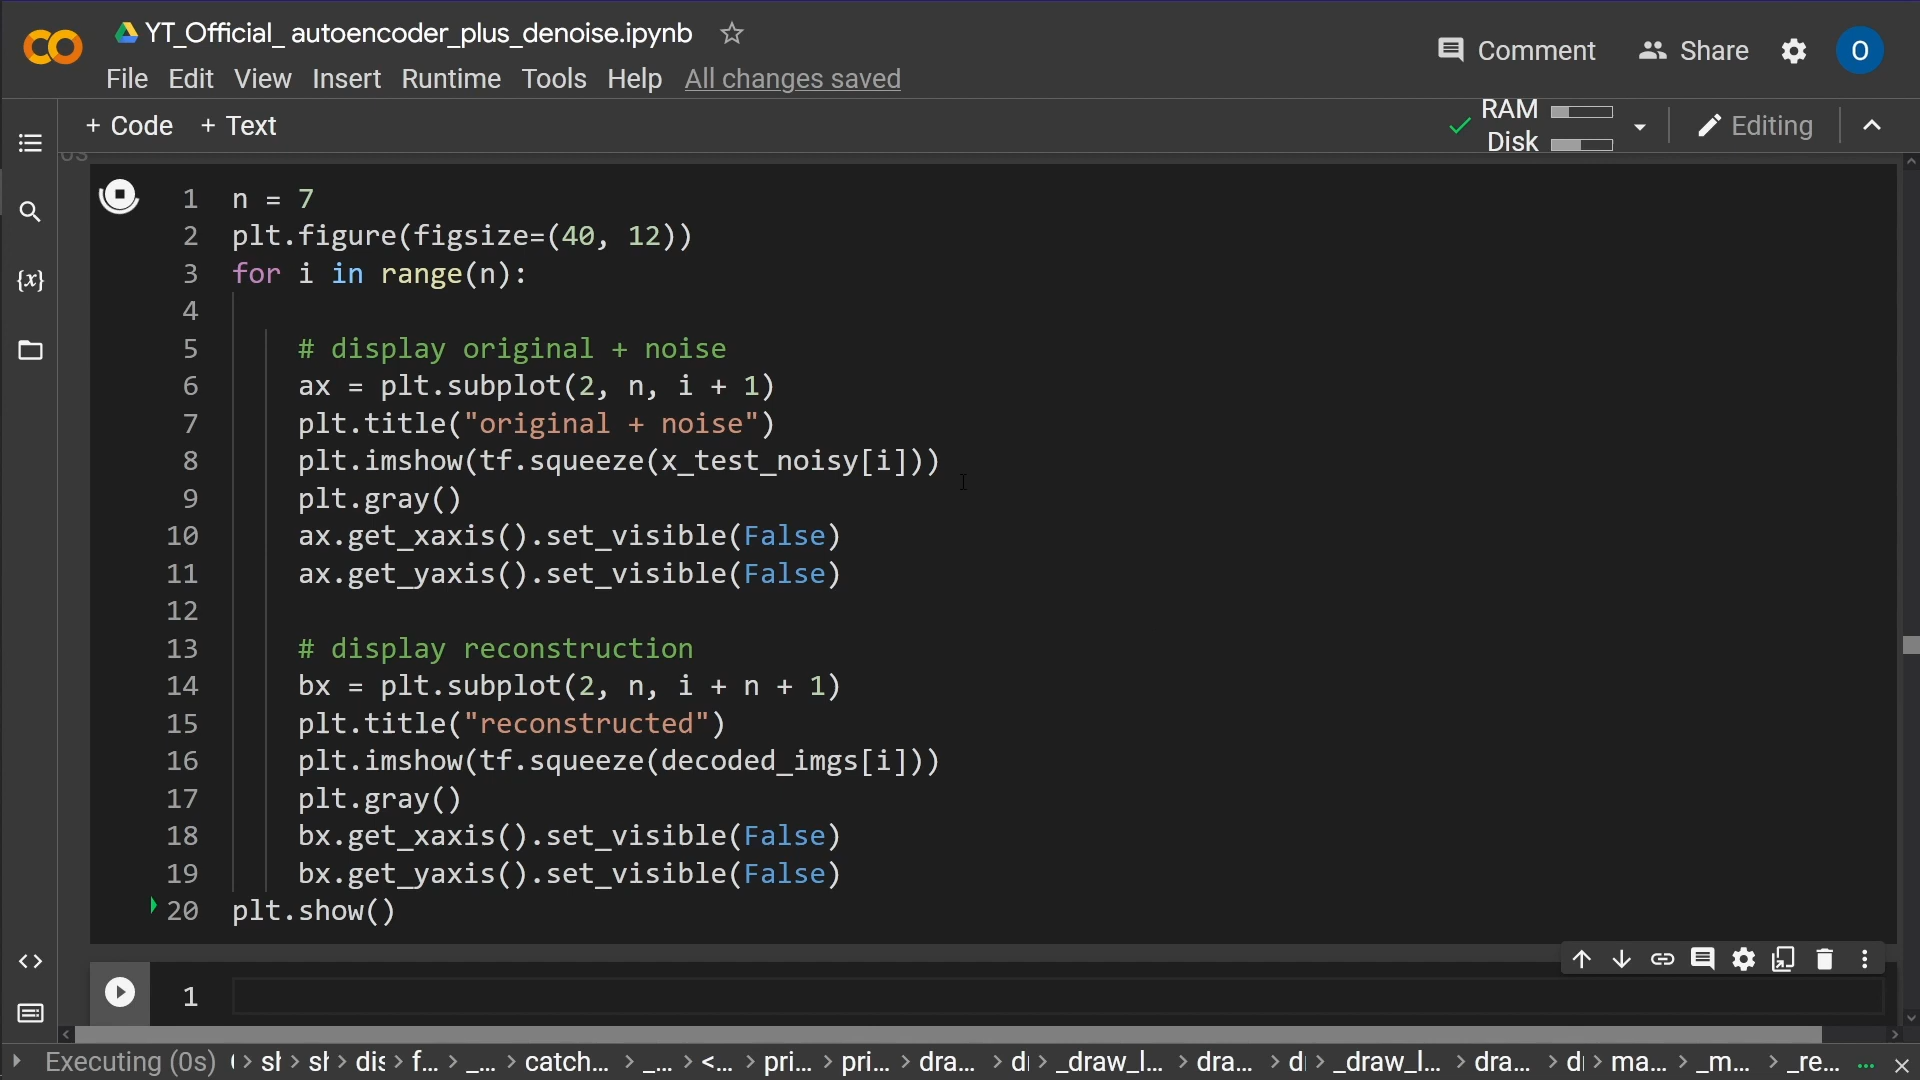 YT_Official_ autoencoder_plus_denoise.ipynb
File Edit View Insert Runtime Tools Help All changes saved
Comment Share O
+ Code + Text
RAM
Disk
Editing
{x}
1 n = 7
2 plt.figure(figsize=(40, 12))
3 for i in range(n):
4
5 # display original + noise
6 ax = plt.subplot(2, n, i + 1)
7 plt.title("original + noise")
8 plt.imshow(tf.squeeze(x_test_noisy[i]))
9 plt.gray()
10 ax.get_xaxis().set_visible(False)
11 ax.get_yaxis().set_visible(False)
12
13 # display reconstruction
14 bx = plt.subplot(2, n, i + n + 1)
15 plt.title("reconstructed")
16 plt.imshow(tf.squeeze(decoded_imgs[i]))
17 plt.gray()
18 bx.get_xaxis().set_visible(False)
19 bx.get_yaxis().set_visible(False)
20 plt.show()
1
Executing (0s) > > > > f... > _... > catch... > _... > <... > pri... > pri... > dra... > > _draw_l... > dra... > > _draw_l... > dra... > > ma... > _m... > _re... ...